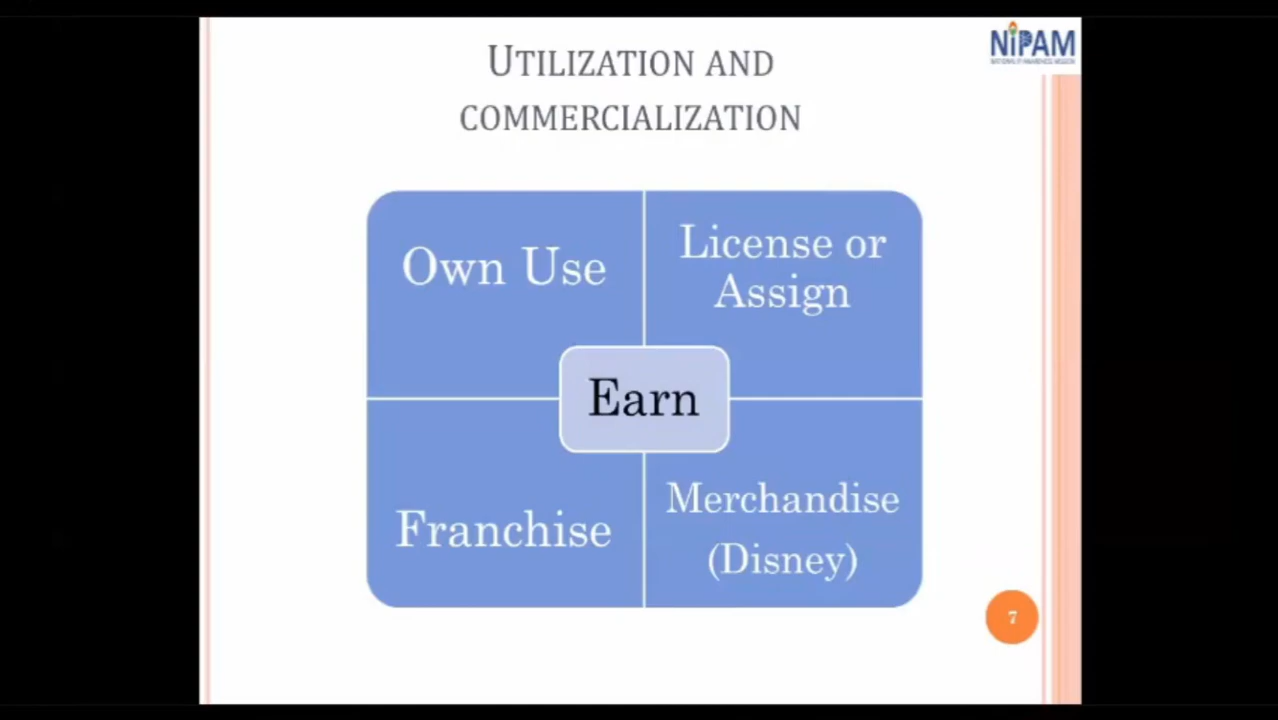 UTILIZATION AND
COMMERCIALIZATION
NIPAM
Own Use
License or
Assign
Earn
Franchise
Merchandise
(Disney)
7